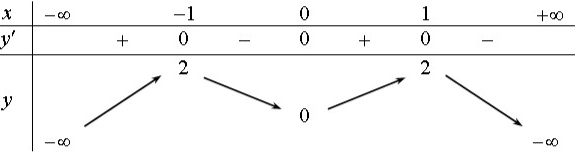 x −∞ −1 0 1 +∞
y′ + 0 − 0 + 0 −
2 2
y 0
−∞ −∞